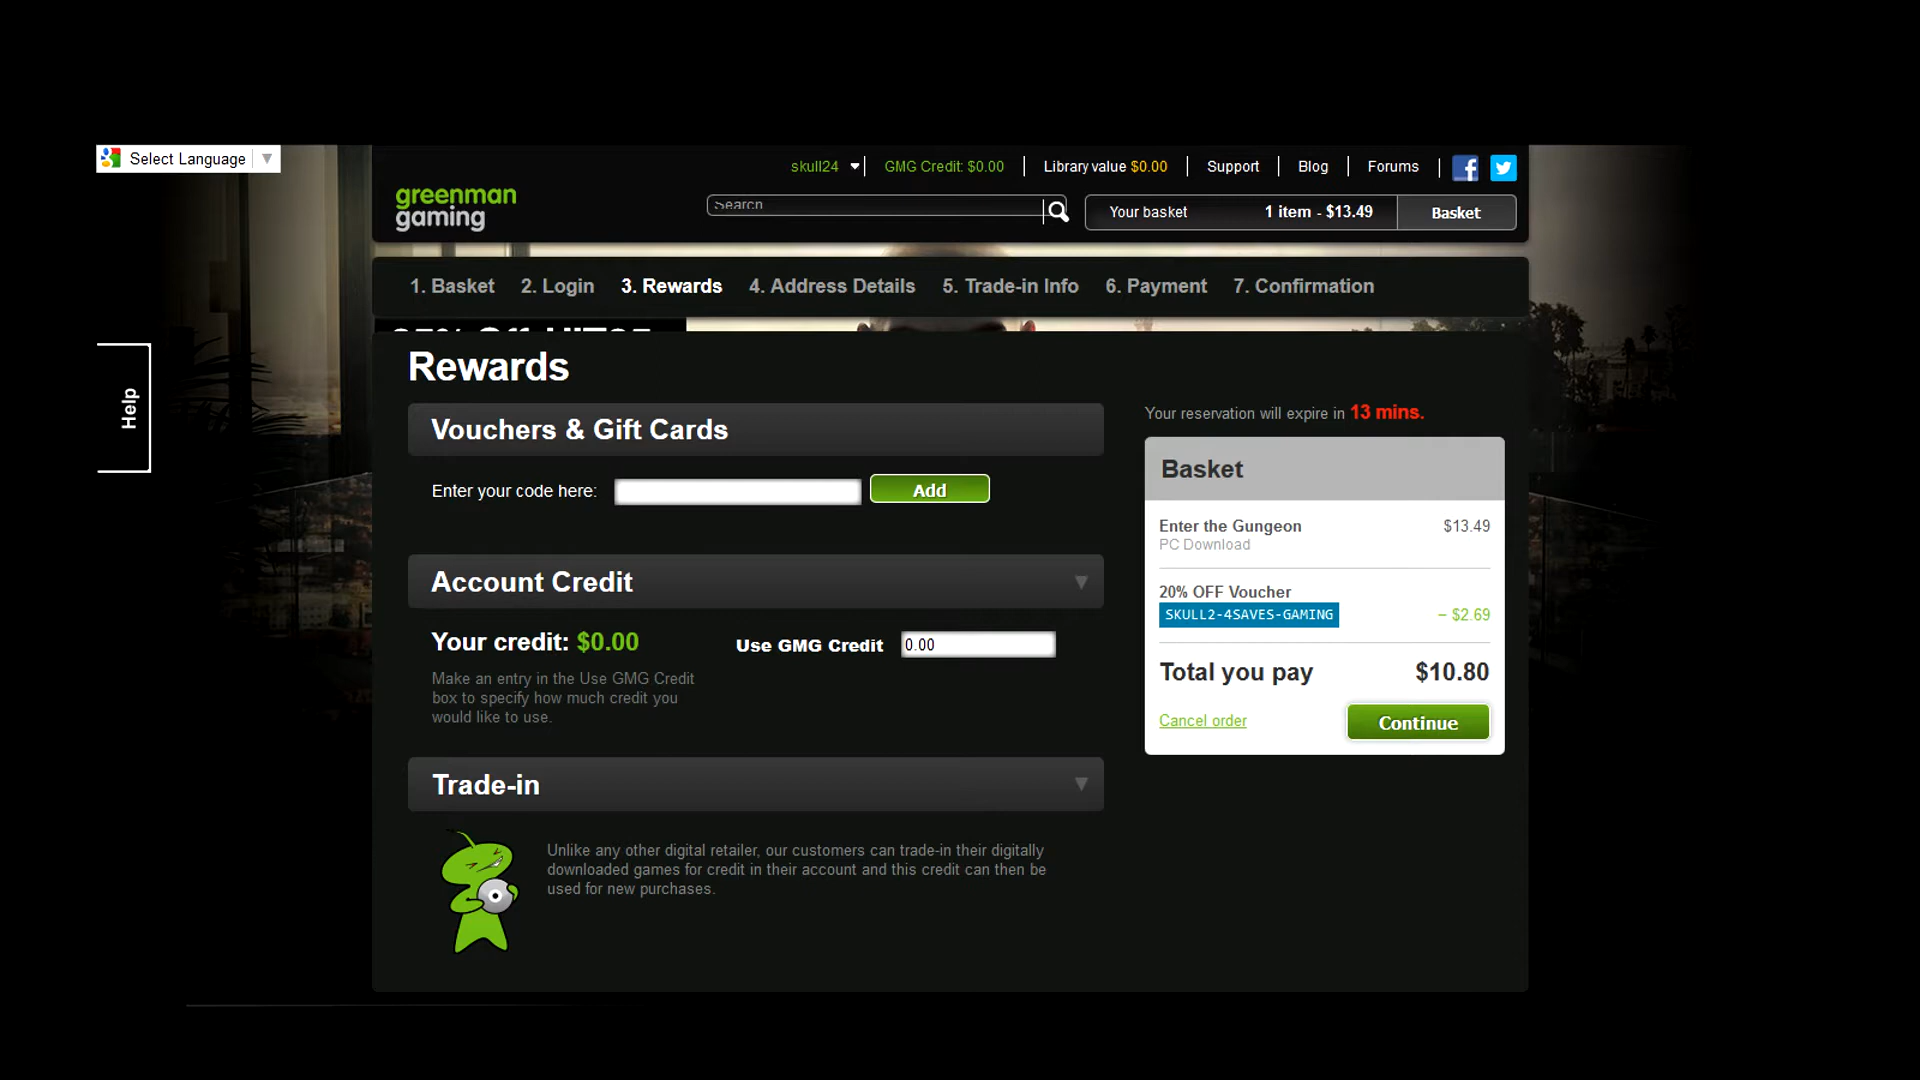 Select Language
skull24
GMG Credit: $0.00
Library value $0.00
Support
Blog
Forums
greenman
gaming
Search
Your basket
1 item - $13.49
Basket
1. Basket
2. Login
3. Rewards
4. Address Details
5. Trade-in Info
6. Payment
7. Confirmation
Help
Rewards
Vouchers & Gift Cards
Enter your code here:
Add
Account Credit
Your credit: $0.00
Make an entry in the Use GMG Credit
box to specify how much credit you
would like to use.
Use GMG Credit
0.00
Trade-in
Unlike any other digital retailer, our customers can trade-in their digitally
downloaded games for credit in their account and this credit can then be
used for new purchases.
Your reservation will expire in 13 mins.
Basket
Enter the Gungeon
$13.49
PC Download
20% OFF Voucher
SKULL2-4SAVES-GAMING
– $2.69
Total you pay
$10.80
Cancel order
Continue